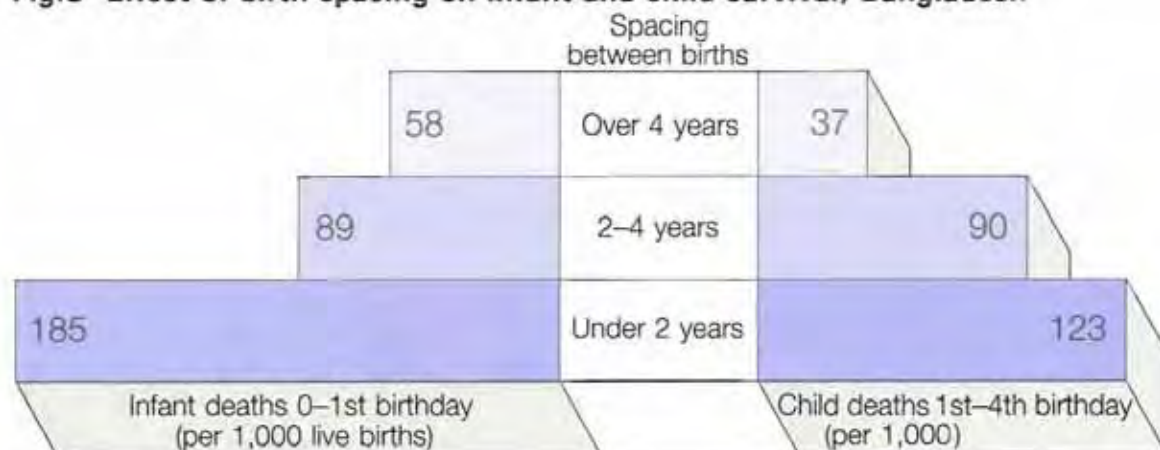 Spacing
between births
58 Over 4 years 37
89 2–4 years 90
185 Under 2 years 123
Infant deaths 0–1st birthday
(per 1,000 live births)
Child deaths 1st–4th birthday
(per 1,000)